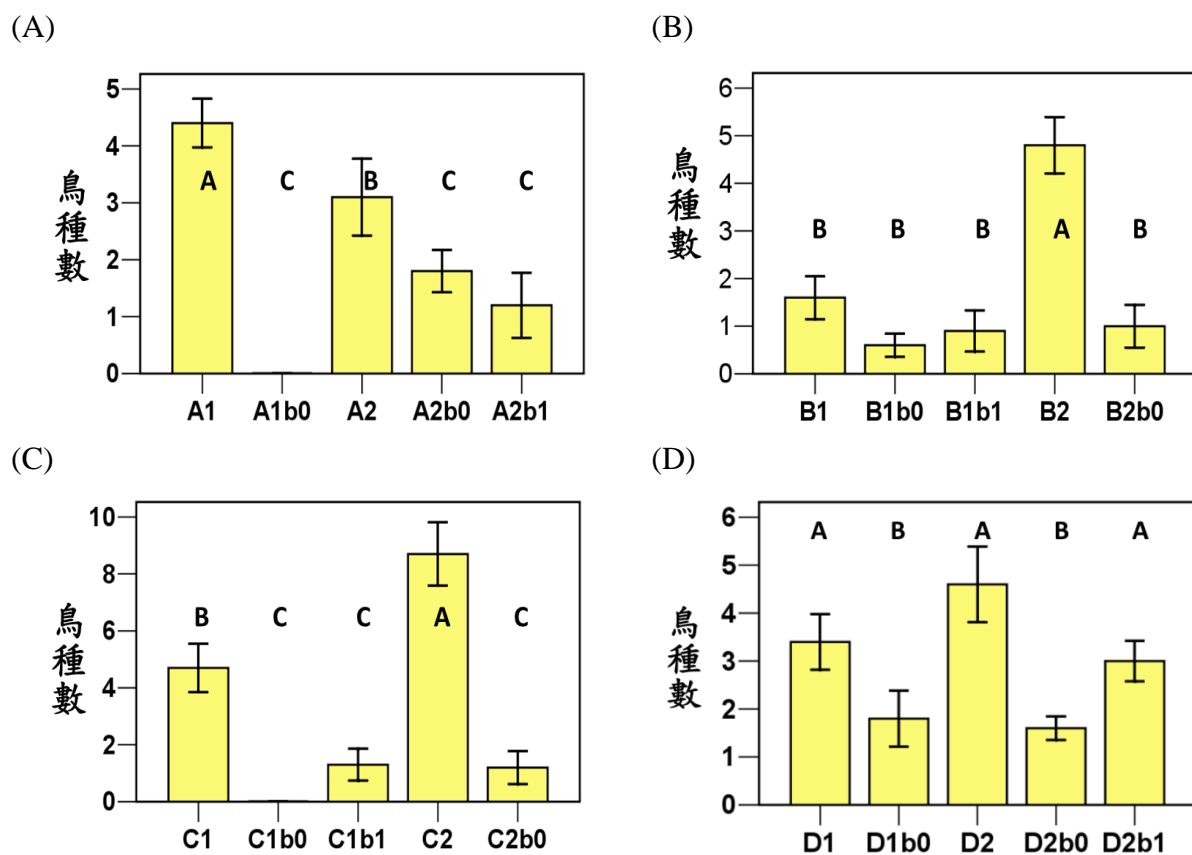 (A)
5
4
3
2
1
0
鳥種數
A C B C C
A1 A1b0 A2 A2b0 A2b1
(B)
6
5
4
3
2
1
0
鳥種數
B B B A B
B1 B1b0 B1b1 B2 B2b0
(C)
10
8
6
4
2
0
鳥種數
B C C A C
C1 C1b0 C1b1 C2 C2b0
(D)
6
5
4
3
2
1
0
鳥種數
A B A B A
D1 D1b0 D2 D2b0 D2b1